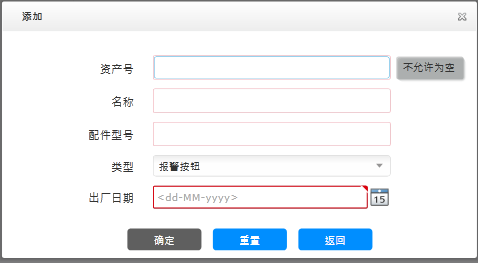 添加
资产号
不允许为空
名称
配件型号
类型
报警按钮
出厂日期
<dd-MM-yyyy>
15
确定
重置
返回